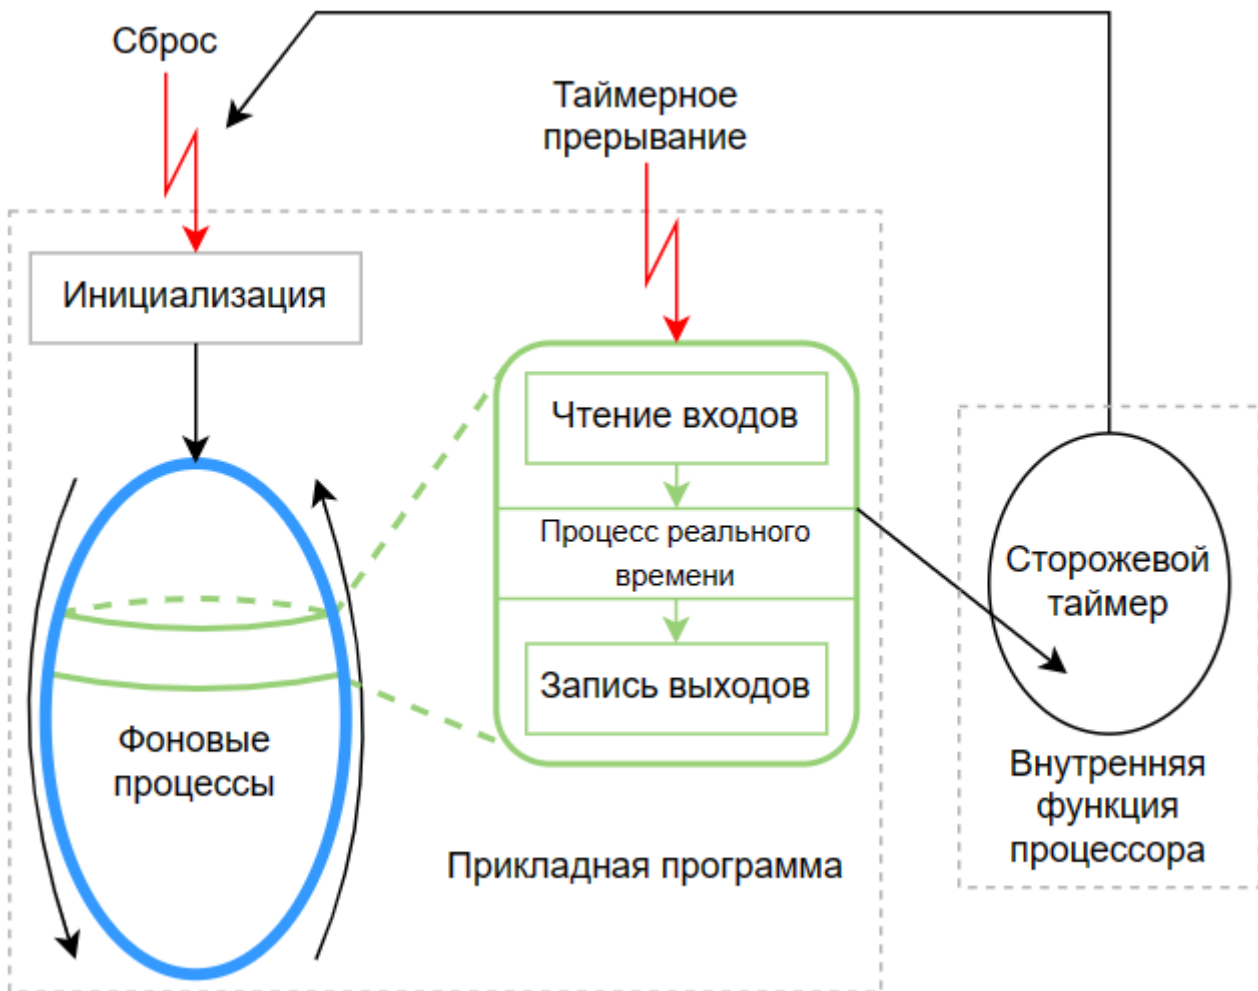 Сброс
Таймерное
прерывание
Инициализация
Чтение входов
Процесс реального
времени
Запись выходов
Фоновые
процессы
Прикладная программа
Сторожевой
таймер
Внутренняя
функция
процессора